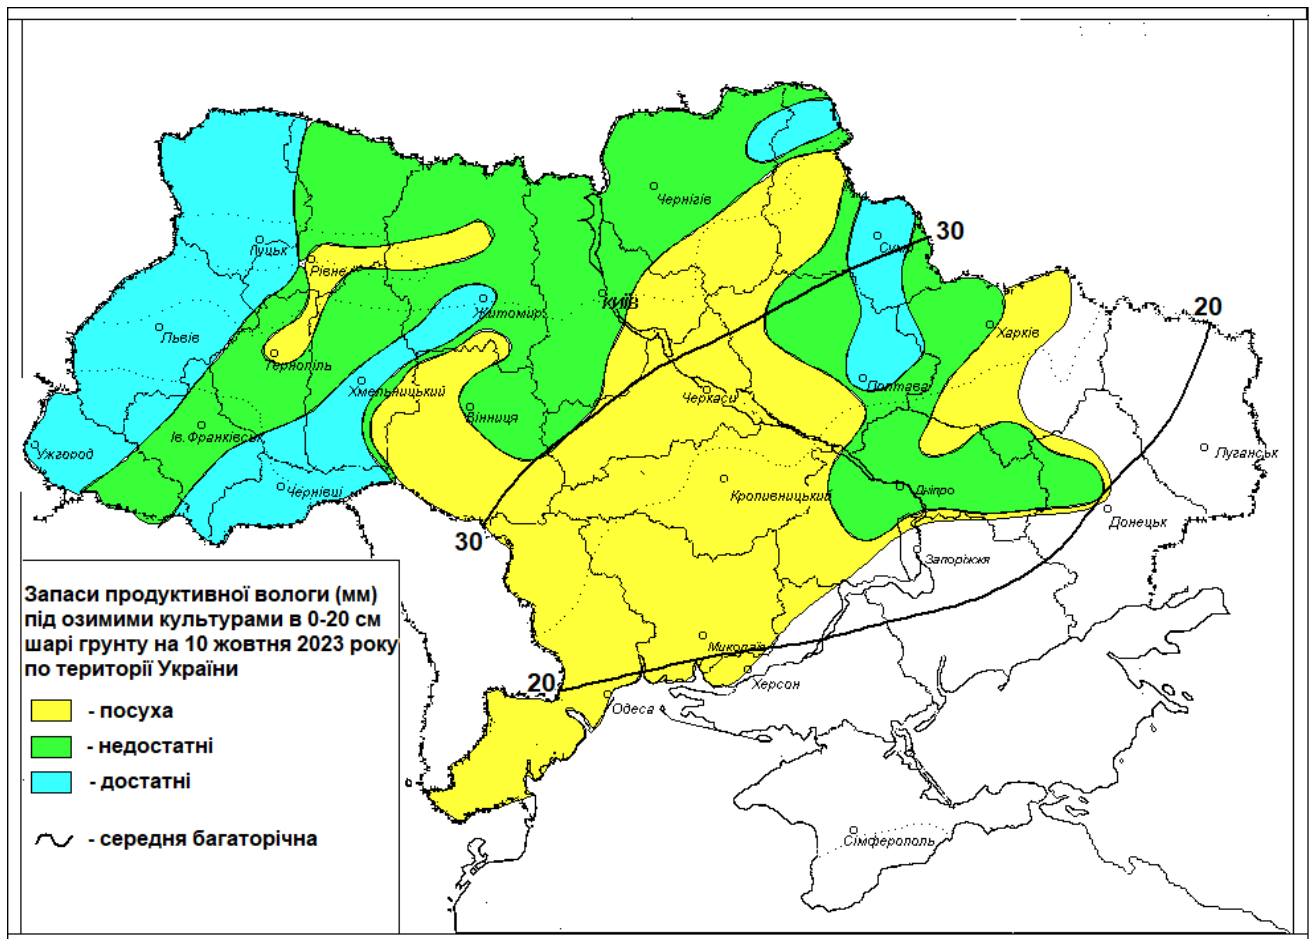 Чернігів
Суми
30
Луцьк
Рівне
КИЇВ
Житомир
20
Львів
Харків
Тернопіль
Хмельницький
Полтава
Черкаси
Вінниця
Ів. Франківськ
Ужгород
Луганськ
Чернівці
Кропивницький
Дніпро
Донецьк
30
Запоріжжя
Запаси продуктивної вологи (мм)
під озимими культурами в 0-20 см
шарі грунту на 10 жовтня 2023 року
по території України
Миколаїв
20
Херсон
Одеса
- посуха
- недостатні
- достатні
- середня багаторічна
Сімферополь